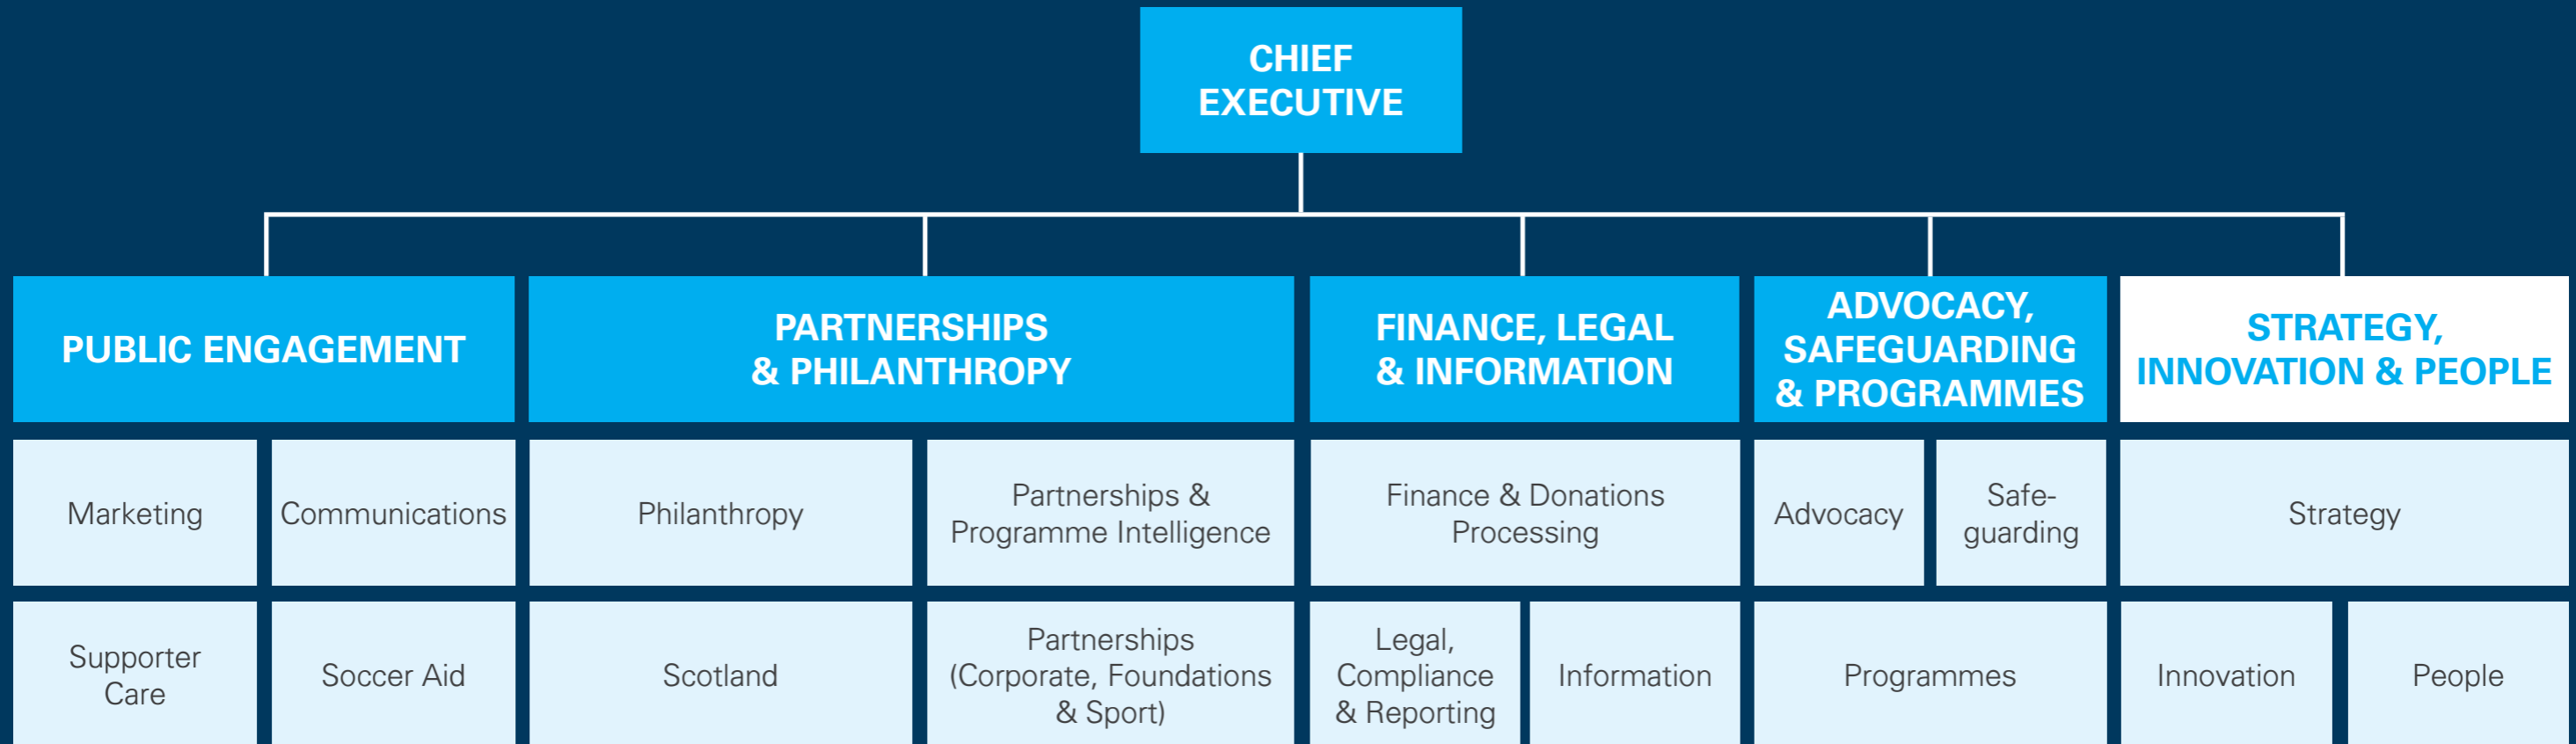 CHIEF
EXECUTIVE
PUBLIC ENGAGEMENT
PARTNERSHIPS
& PHILANTHROPY
FINANCE, LEGAL
& INFORMATION
ADVOCACY,
SAFEGUARDING
& PROGRAMMES
STRATEGY,
INNOVATION & PEOPLE
Marketing
Communications
Philanthropy
Partnerships &
Programme Intelligence
Finance & Donations
Processing
Advocacy
Safe-
guarding
Strategy
Supporter
Care
Soccer Aid
Scotland
Partnerships
(Corporate, Foundations
& Sport)
Legal,
Compliance
& Reporting
Information
Programmes
Innovation
People